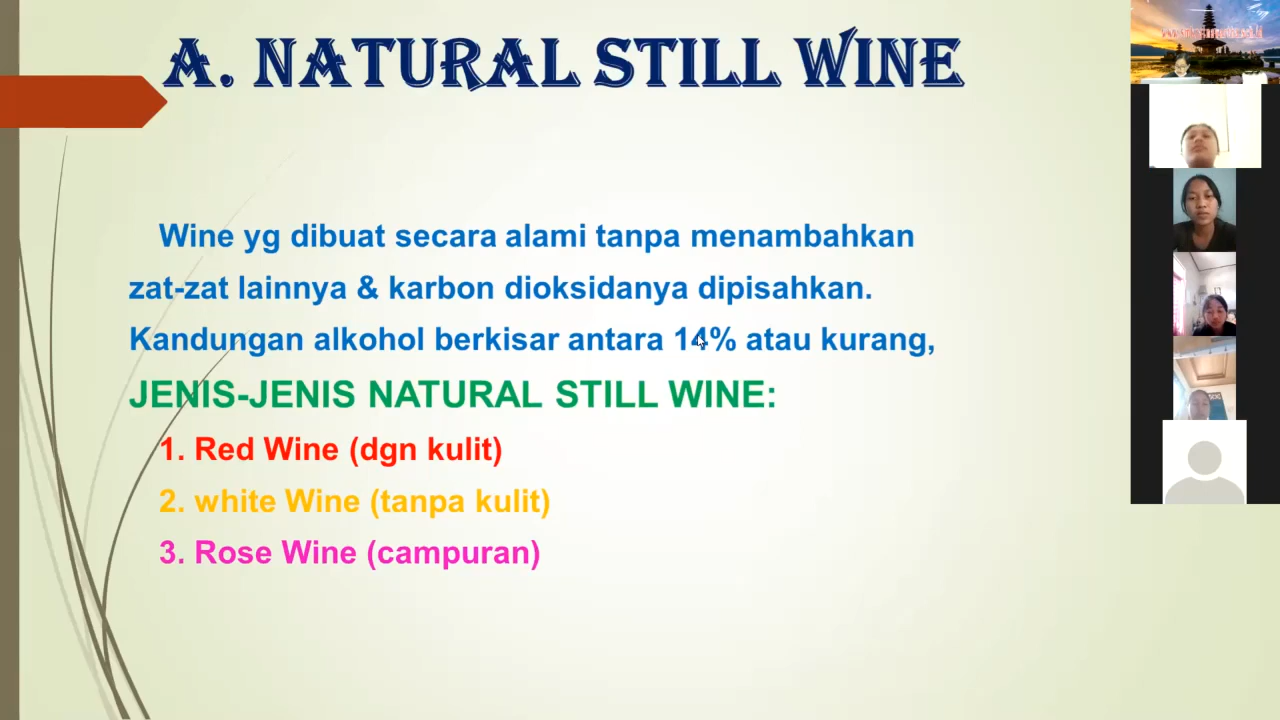 A. NATURAL STILL WINE
Wine yg dibuat secara alami tanpa menambahkan
zat-zat lainnya & karbon dioksidanya dipisahkan.
Kandungan alkohol berkisar antara 14% atau kurang,
JENIS-JENIS NATURAL STILL WINE:
1. Red Wine (dgn kulit)
2. white Wine (tanpa kulit)
3. Rose Wine (campuran)